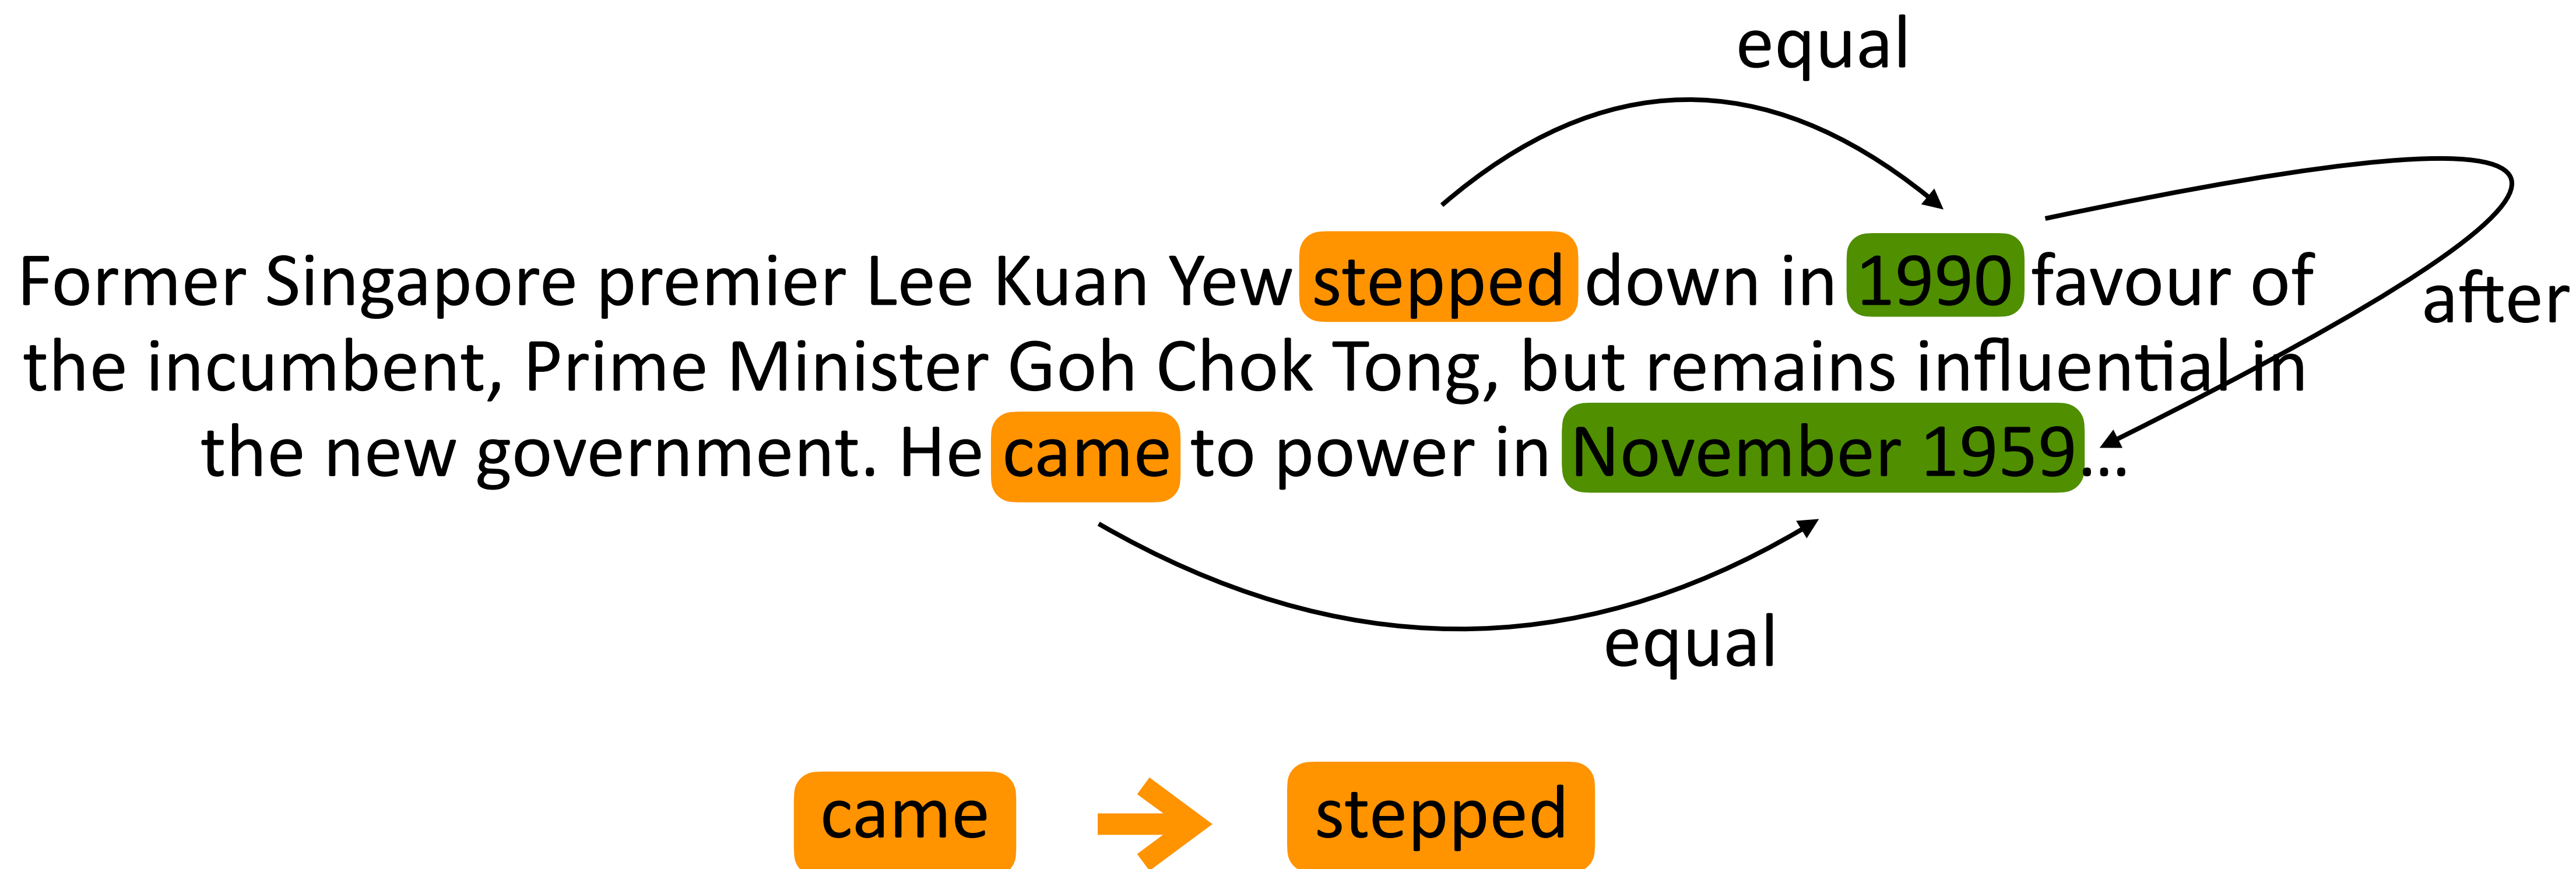 equal
Former Singapore premier Lee Kuan Yew stepped down in 1990 favour of
after
the incumbent, Prime Minister Goh Chok Tong, but remains influential in
the new government. He came to power in November 1959...
equal
came stepped